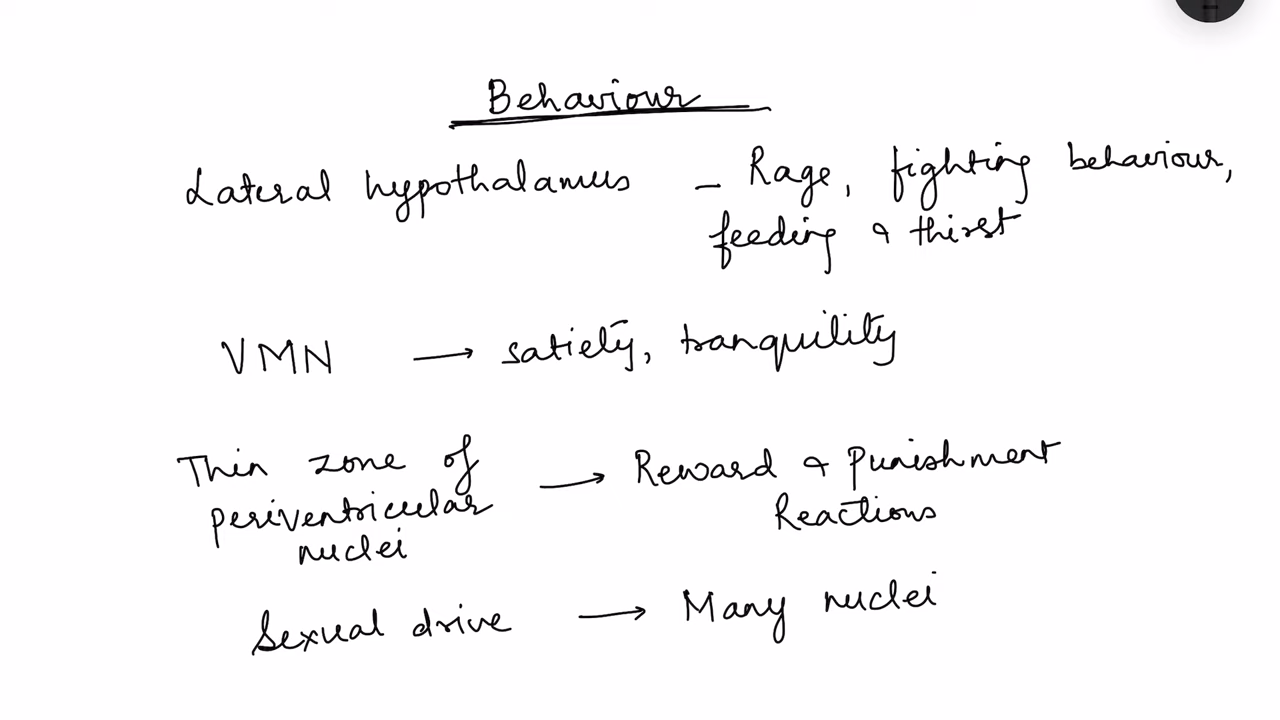 Behaviour
Lateral hypothalamus - Rage, fighting behaviour,
feeding & thirst
VMN → satiety, tranquility
Thin zone of periventricular nuclei → Reward & Punishment
Reactions
Sexual drive → Many nuclei